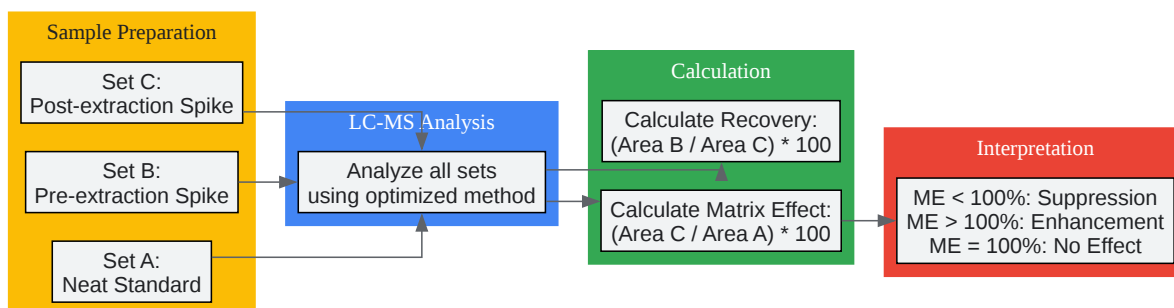 Sample Preparation
Set C:
Post-extraction Spike
Set B:
Pre-extraction Spike
Set A:
Neat Standard
LC-MS Analysis
Analyze all sets
using optimized method
Calculation
Calculate Recovery:
(Area B / Area C) * 100
Calculate Matrix Effect:
(Area C / Area A) * 100
Interpretation
ME < 100%: Suppression
ME > 100%: Enhancement
ME = 100%: No Effect